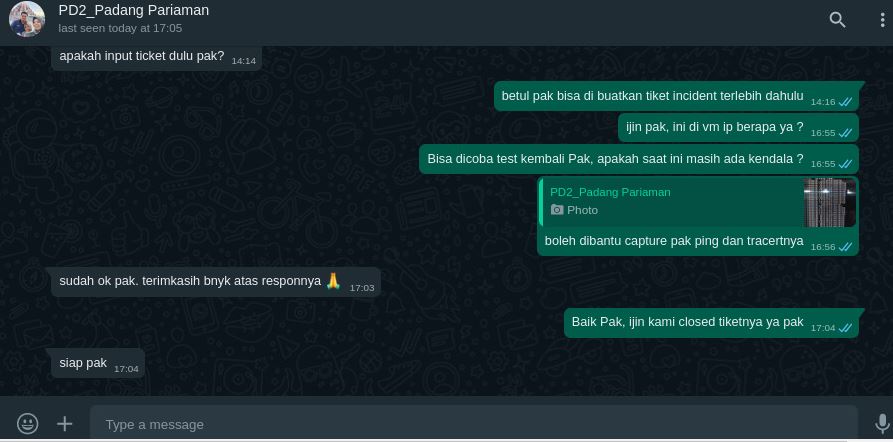 PD2_Padang Pariaman
last seen today at 17:05
apakah input ticket dulu pak? 14:14
betul pak bisa di buatkan tiket incident terlebih dahulu 14:16
ijin pak, ini di vm ip berapa ya ? 16:55
Bisa dicoba test kembali Pak, apakah saat ini masih ada kendala ? 16:55
PD2_Padang Pariaman
Photo
boleh dibantu capture pak ping dan tracertnya 16:56
sudah ok pak. terimkasih bnyk atas responnya 🙏 17:03
Baik Pak, ijin kami closed tiketnya ya pak 17:04
siap pak 17:04
Type a message